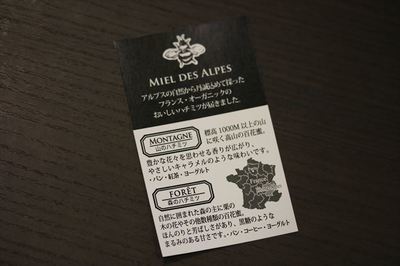 MIEL DES ALPES
アルプスの自然から丹誠込めて採った
フランス・オーガニックの
おいしいハチミツが届きました。
MONTAGNE
山のハチミツ
標高1000M以上の山
に咲く高山の百花蜜。
豊かな花々を思わせる香りが広がり、
やさしいキャラメルのような味わいです。
・パン・紅茶・ヨーグルト
FORÊT
森のハチミツ
自然に囲まれた森の主に栗の
木の花やその他数種類の百花蜜。
ほんのりと芳ばしさがあり、黒糖のような
まるみのある甘さです。・パン・コーヒー・ヨーグルト